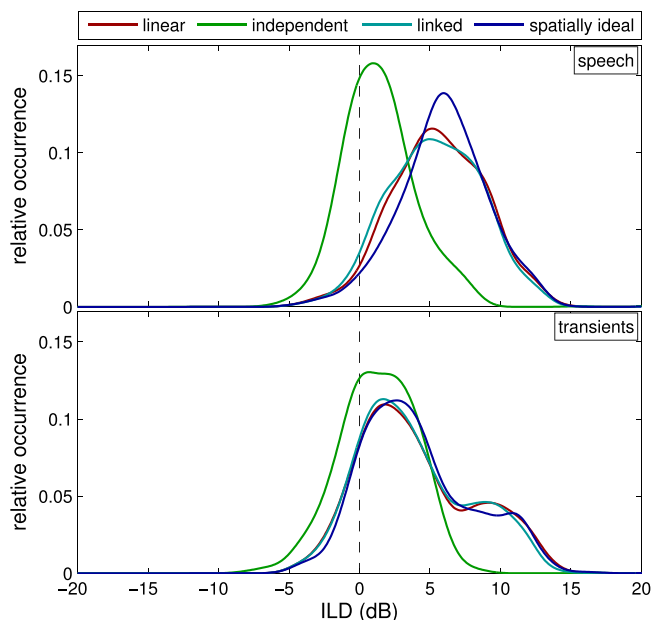 linear independent linked spatially ideal
speech
0.15
0.1
0.05
0
relative occurrence
transients
0.15
0.1
0.05
0
relative occurrence
−20 −15 −10 −5 0 5 10 15 20
ILD (dB)